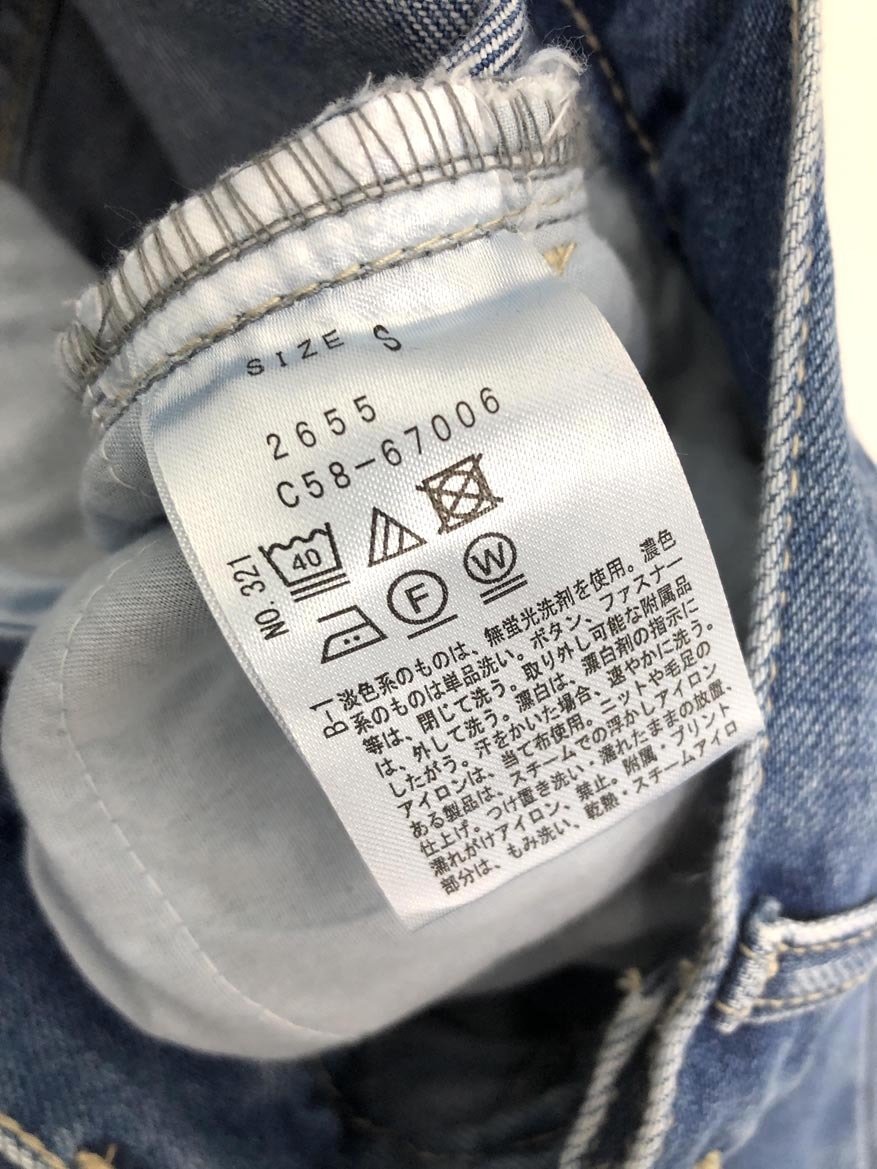 SIZE S
2655
C58-67006
NO. 321
40
F
W
B-1
淡色系のものは、無蛍光洗剤を使用。濃色
系のものは単品洗い。ボタン、ファスナー
等は、閉じて洗う。取り外し可能な附属品
は、外して洗う。漂白は、漂白剤の指示に
したがう。汗をかいた場合、速やかに洗う。
アイロンは、当て布使用。ニットや毛足の
ある製品は、スチームでの浮かしアイロン
仕上げ。つけ置き洗い、濡れたままの放置、
濡れがけアイロン、禁止。附属・プリント
部分は、もみ洗い、乾熱・スチームアイロ